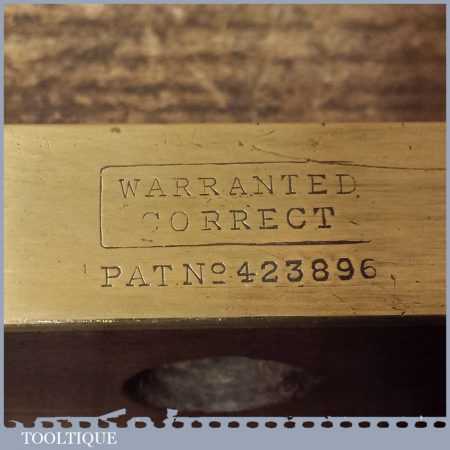 WARRANTED
CORRECT
PAT Nº 423896
TOOLTIQUE